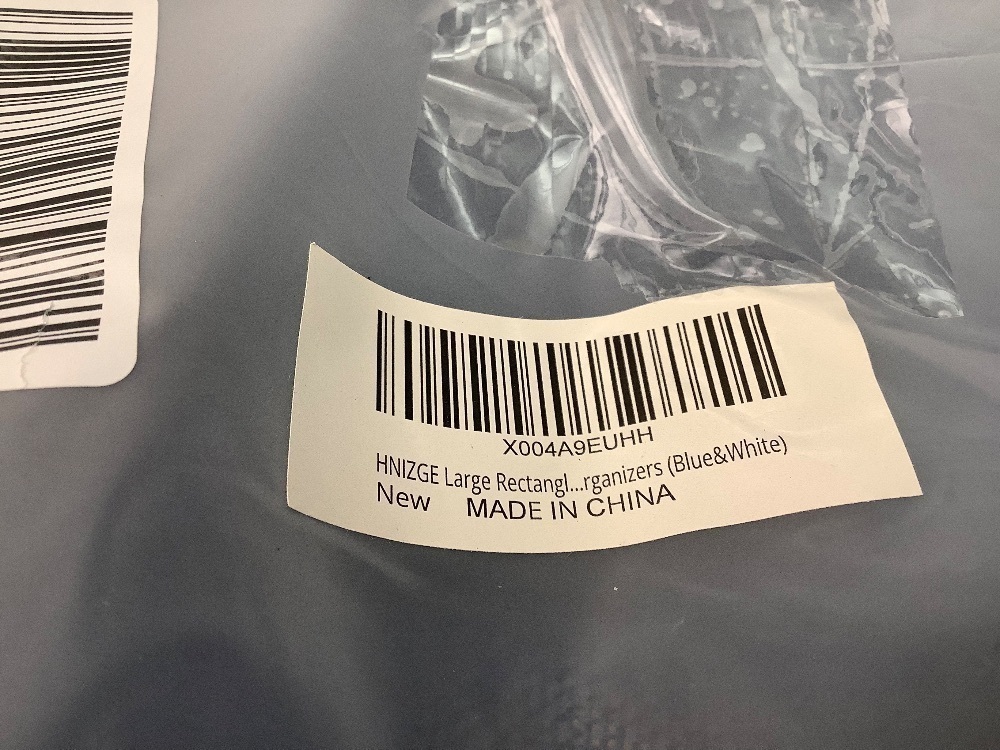 X004A9EUHH
HNIZGE Large Rectangl...rganizers (Blue&White)
New MADE IN CHINA